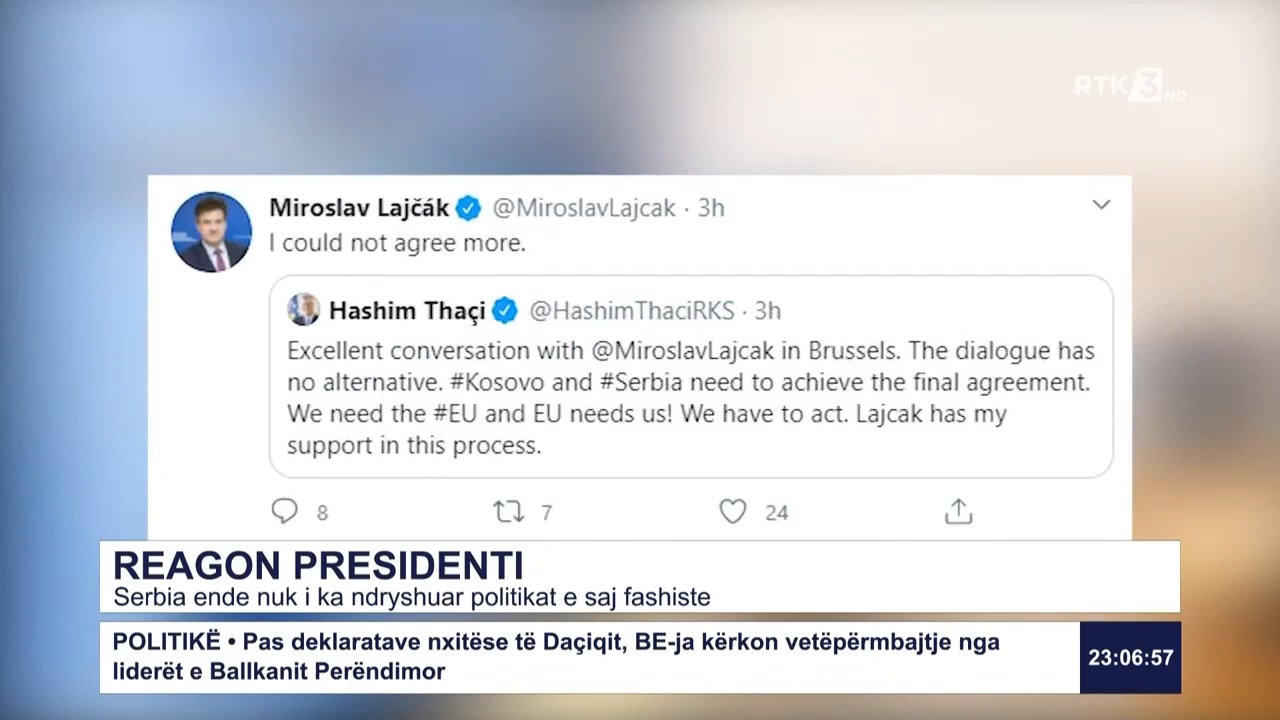 RTK 3 HD
Miroslav Lajčák @MiroslavLajcak · 3h
I could not agree more.
Hashim Thaçi @HashimThaciRKS · 3h
Excellent conversation with @MiroslavLajcak in Brussels. The dialogue has
no alternative. #Kosovo and #Serbia need to achieve the final agreement.
We need the #EU and EU needs us! We have to act. Lajcak has my
support in this process.
8 7 24
REAGON PRESIDENTI
Serbia ende nuk i ka ndryshuar politikat e saj fashiste
POLITIKË • Pas deklaratave nxitëse të Daçiqit, BE-ja kërkon vetëpërmbajtje nga
liderët e Ballkanit Perëndimor
23:06:57